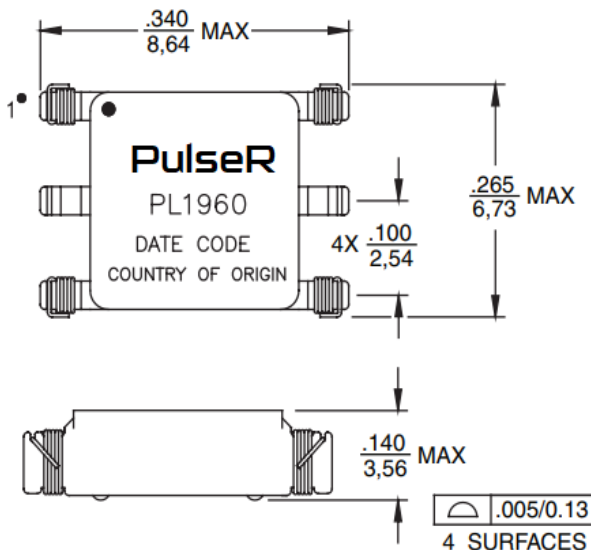 .340
8,64 MAX
1
PulseR
PL1960
DATE CODE
COUNTRY OF ORIGIN
4X .100
2,54
.265
6,73 MAX
.140
3,56 MAX
.005/0.13
4 SURFACES